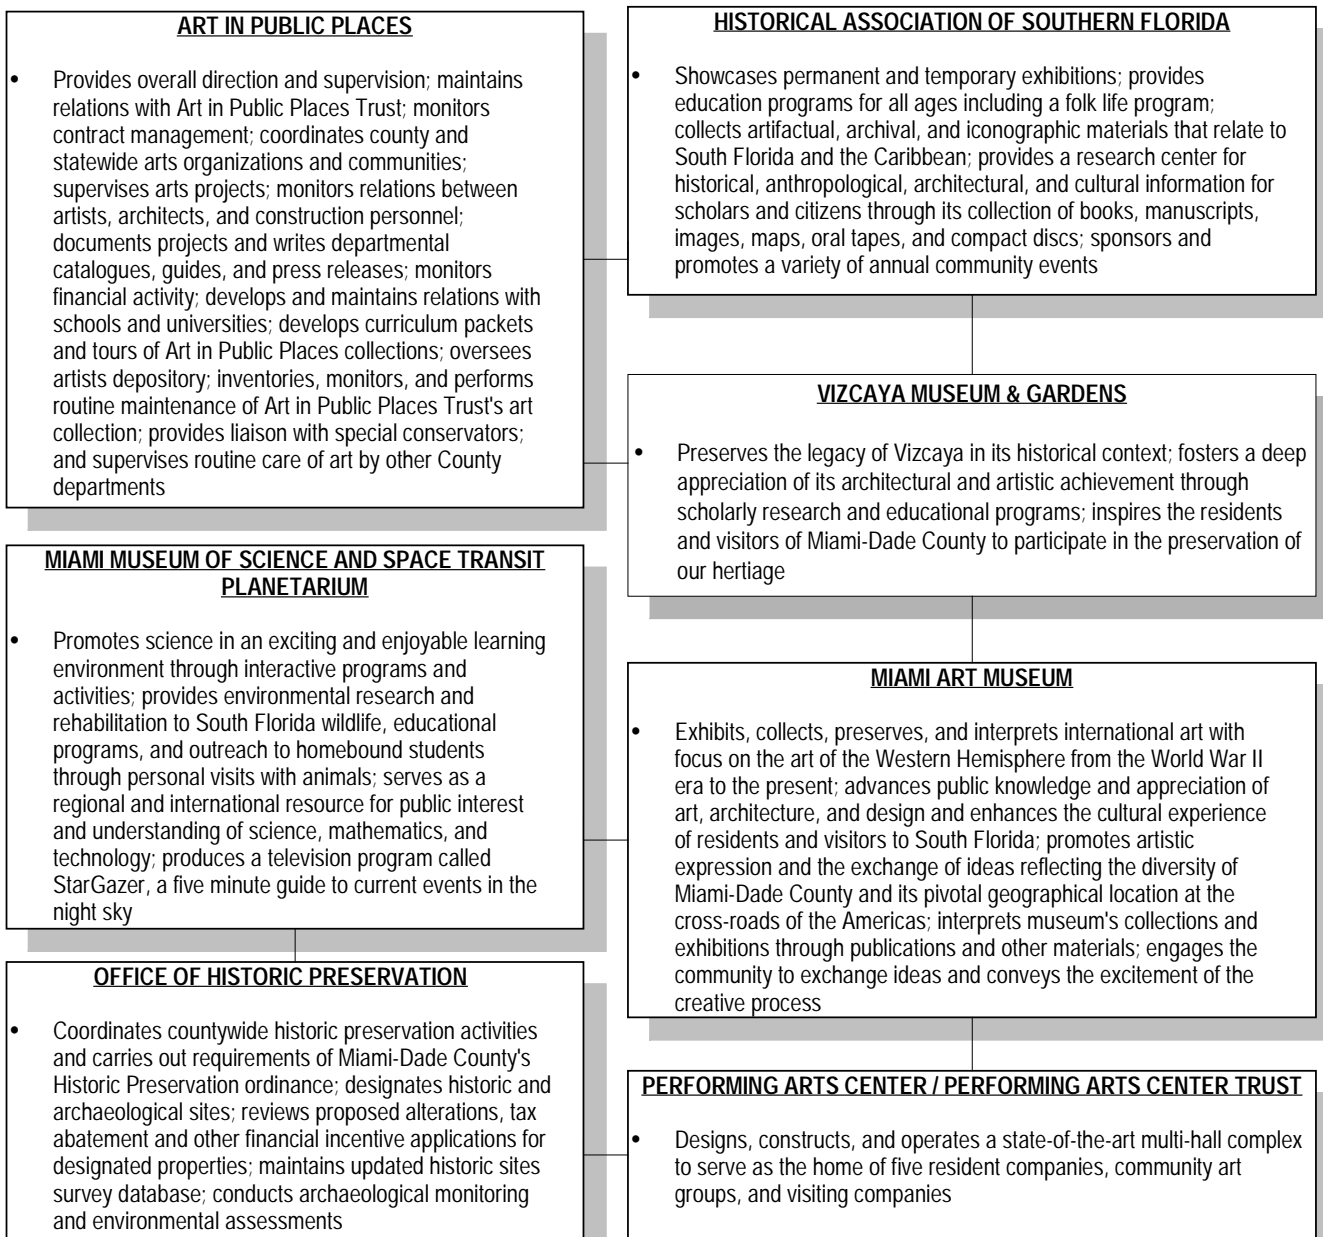 ART IN PUBLIC PLACES
• Provides overall direction and supervision; maintains
relations with Art in Public Places Trust; monitors
contract management; coordinates county and
statewide arts organizations and communities;
supervises arts projects; monitors relations between
artists, architects, and construction personnel;
documents projects and writes departmental
catalogues, guides, and press releases; monitors
financial activity; develops and maintains relations with
schools and universities; develops curriculum packets
and tours of Art in Public Places collections; oversees
artists depository; inventories, monitors, and performs
routine maintenance of Art in Public Places Trust's art
collection; provides liaison with special conservators;
and supervises routine care of art by other County
departments
HISTORICAL ASSOCIATION OF SOUTHERN FLORIDA
• Showcases permanent and temporary exhibitions; provides
education programs for all ages including a folk life program;
collects artifactual, archival, and iconographic materials that relate to
South Florida and the Caribbean; provides a research center for
historical, anthropological, architectural, and cultural information for
scholars and citizens through its collection of books, manuscripts,
images, maps, oral tapes, and compact discs; sponsors and
promotes a variety of annual community events
VIZCAYA MUSEUM & GARDENS
• Preserves the legacy of Vizcaya in its historical context; fosters a deep
appreciation of its architectural and artistic achievement through
scholarly research and educational programs; inspires the residents
and visitors of Miami-Dade County to participate in the preservation of
our hertiage
MIAMI MUSEUM OF SCIENCE AND SPACE TRANSIT
PLANETARIUM
• Promotes science in an exciting and enjoyable learning
environment through interactive programs and
activities; provides environmental research and
rehabilitation to South Florida wildlife, educational
programs, and outreach to homebound students
through personal visits with animals; serves as a
regional and international resource for public interest
and understanding of science, mathematics, and
technology; produces a television program called
StarGazer, a five minute guide to current events in the
night sky
MIAMI ART MUSEUM
• Exhibits, collects, preserves, and interprets international art with
focus on the art of the Western Hemisphere from the World War II
era to the present; advances public knowledge and appreciation of
art, architecture, and design and enhances the cultural experience
of residents and visitors to South Florida; promotes artistic
expression and the exchange of ideas reflecting the diversity of
Miami-Dade County and its pivotal geographical location at the
cross-roads of the Americas; interprets museum's collections and
exhibitions through publications and other materials; engages the
community to exchange ideas and conveys the excitement of the
creative process
OFFICE OF HISTORIC PRESERVATION
• Coordinates countywide historic preservation activities
and carries out requirements of Miami-Dade County's
Historic Preservation ordinance; designates historic and
archaeological sites; reviews proposed alterations, tax
abatement and other financial incentive applications for
designated properties; maintains updated historic sites
survey database; conducts archaeological monitoring
and environmental assessments
PERFORMING ARTS CENTER / PERFORMING ARTS CENTER TRUST
• Designs, constructs, and operates a state-of-the-art multi-hall complex
to serve as the home of five resident companies, community art
groups, and visiting companies